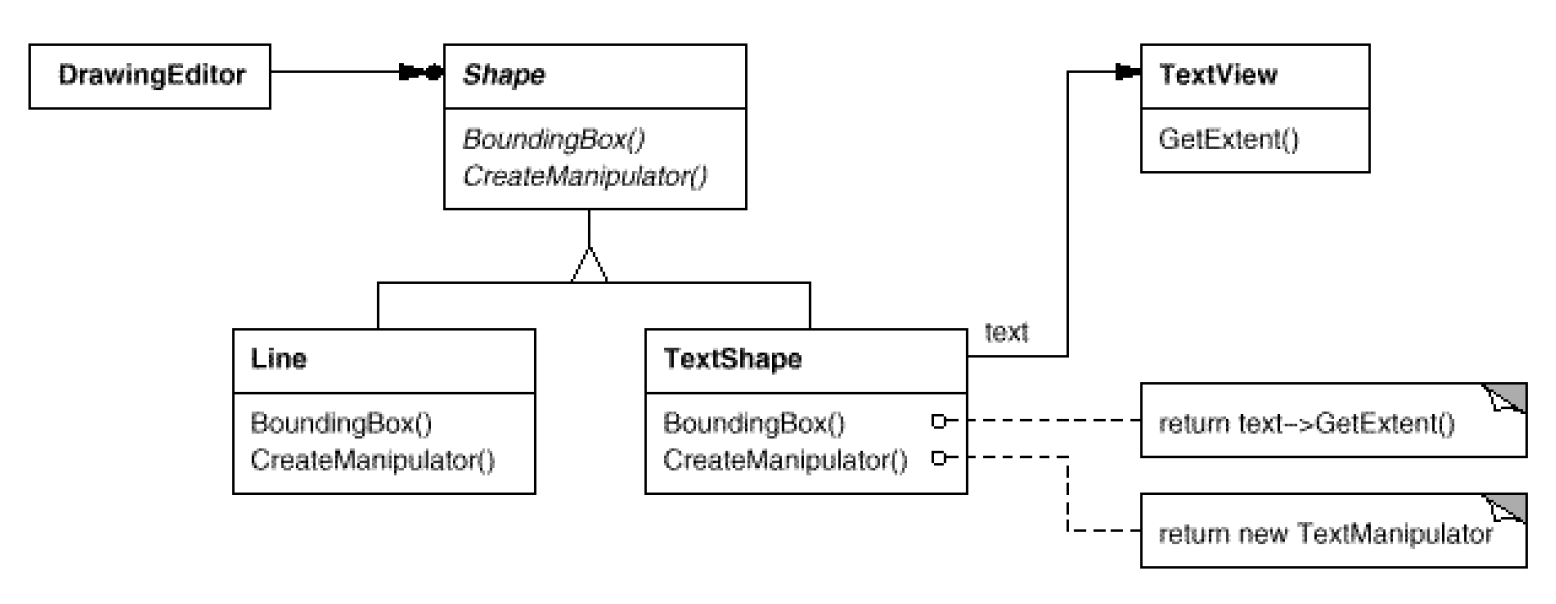 DrawingEditor
Shape
BoundingBox()
CreateManipulator()
TextView
GetExtent()
Line
BoundingBox()
CreateManipulator()
TextShape
BoundingBox()
CreateManipulator()
text
return text->GetExtent()
return new TextManipulator